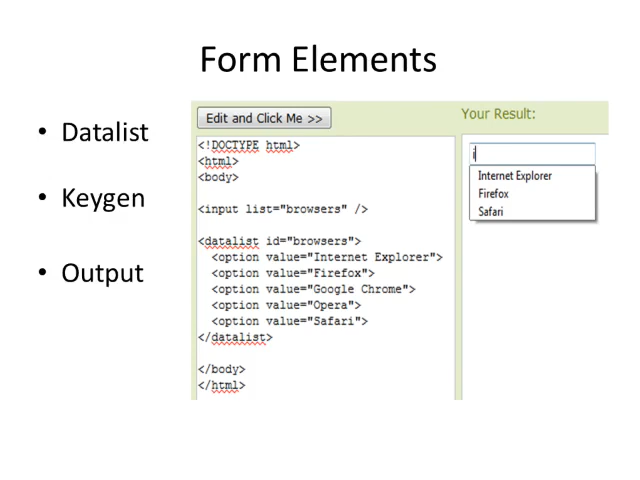 Form Elements
• Datalist
• Keygen
• Output
Edit and Click Me >>
<!DOCTYPE html>
<html>
<body>
<input list="browsers" />
<datalist id="browsers">
<option value="Internet Explorer">
<option value="Firefox">
<option value="Google Chrome">
<option value="Opera">
<option value="Safari">
</datalist>
</body>
</html>
Your Result:
i
Internet Explorer
Firefox
Safari